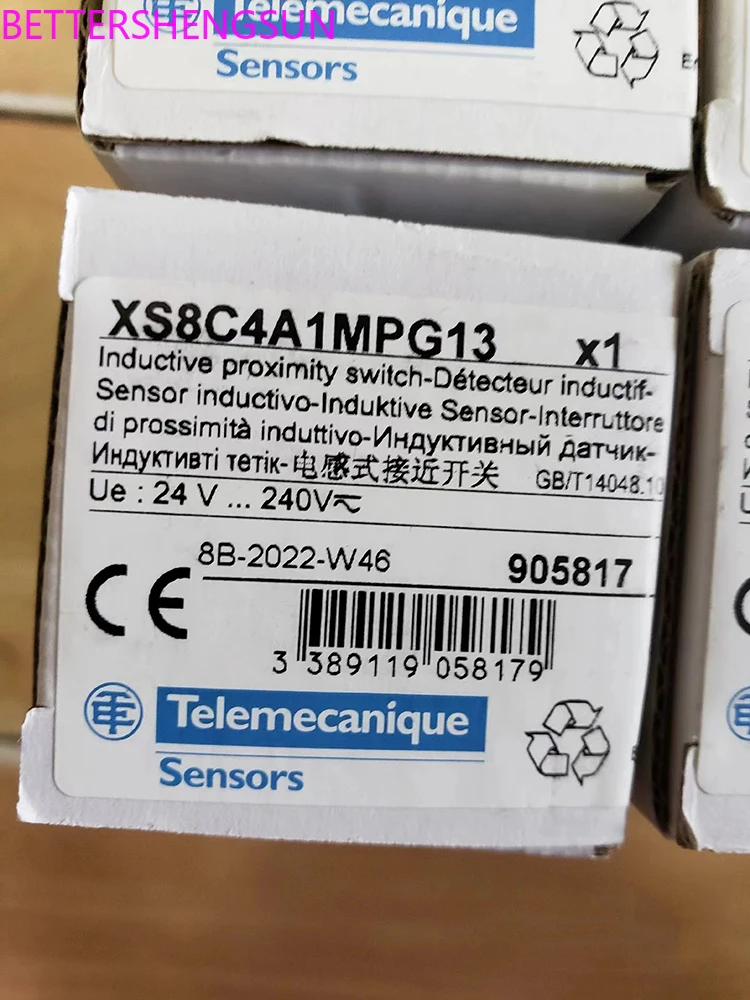 BETTERSHENGSUN
Telemecanique
Sensors
XS8C4A1MPG13 x1
Inductive proximity switch-Détecteur inductif-
Sensor inductivo-Induktive Sensor-Interruttore
di prossimità induttivo-Индуктивный датчик-
Индуктивті тетік-电感式接近开关 GB/T14048.10
Ue : 24 V ... 240V⏦
8B-2022-W46 905817
CE
3 389119 058179
Telemecanique
Sensors